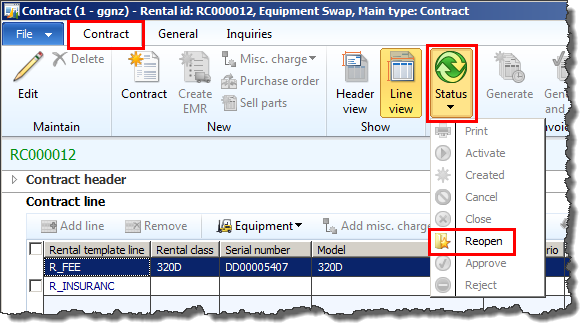 Contract (1 - ggnz) - Rental id: RC000012, Equipment Swap, Main type: Contract
File Contract General Inquiries
Edit
Delete
Maintain
Contract
Create EMR
Misc. charge
Purchase order
Sell parts
New
Header view
Line view
Show
Status
Generate
Gene
and
nvoic
Print
Activate
Created
Cancel
Close
Reopen
Approve
Reject
RC000012
Contract header
Contract line
Add line Remove Equipment Add misc. charg
Rental template line Rental class Serial number Model rio
R_FEE 320D DD00005407 320D
R_INSURANC